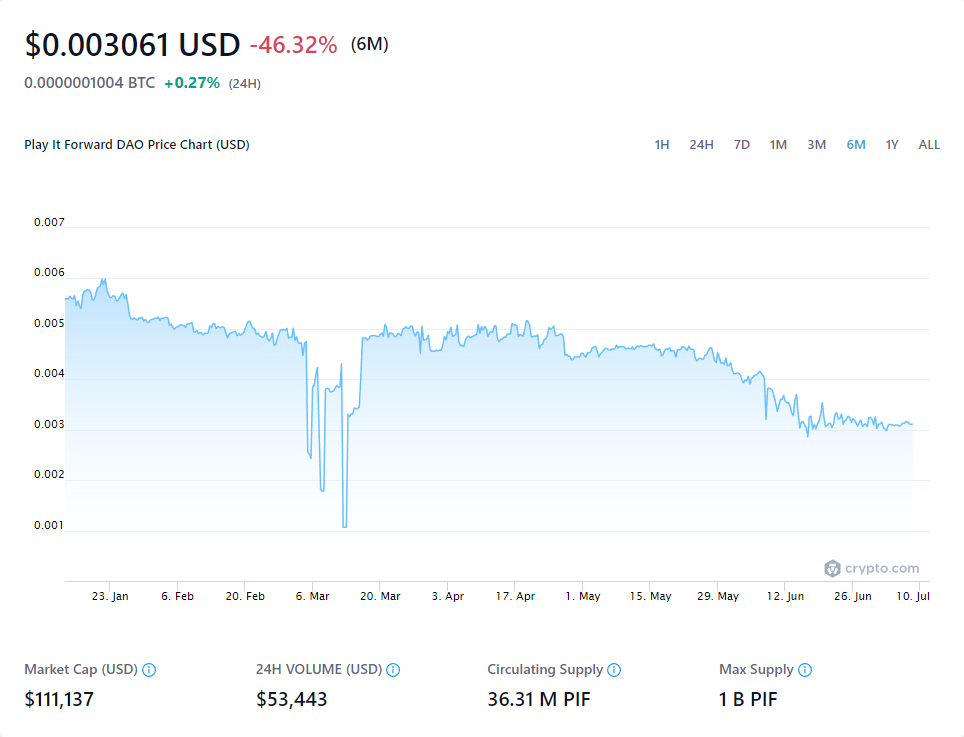 $0.003061 USD -46.32% (6M)
0.0000001004 BTC +0.27% (24H)
Play It Forward DAO Price Chart (USD) 1H 24H 7D 1M 3M 6M 1Y ALL
0.007
0.006
0.005
0.004
0.003
0.002
0.001
crypto.com
23. Jan 6. Feb 20. Feb 6. Mar 20. Mar 3. Apr 17. Apr 1. May 15. May 29. May 12. Jun 26. Jun 10. Jul
Market Cap (USD) 24H VOLUME (USD) Circulating Supply Max Supply
$111,137 $53,443 36.31 M PIF 1 B PIF